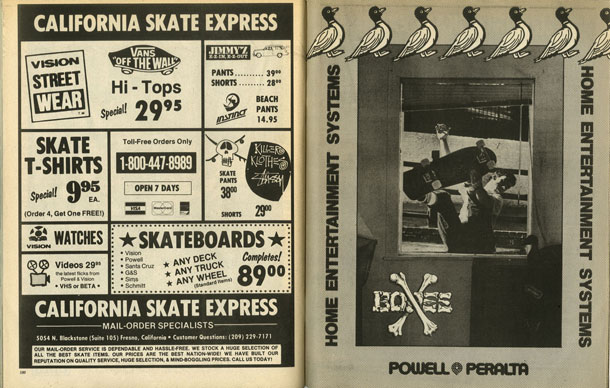 CALIFORNIA SKATE EXPRESS
VISION
STREET
WEAR
VANS
"OFF THE WALL"
Hi - Tops
Special! 29 95
JIMMY'Z
E-Z-IN, E-Z-OUT
PANTS ........... 39 00
SHORTS ......... 28 00
INSTINCT
BEACH
PANTS
14.95
SKATE
T-SHIRTS
Special! 9 95
EA.
(Order 4, Get One FREE!)
Toll-Free Orders Only
1-800-447-8989
OPEN 7 DAYS
VISA
MasterCard
KILLER
KLOTHES
SKATE
PANTS
38 00
Stüssy
SHORTS 29 00
VISION
WATCHES
Videos 29 95
the latest flicks from
Powell & Vision
• VHS or BETA •
★ SKATEBOARDS ★
• Vision
• Powell
• Santa Cruz
• G&S
• Sims
• Schmitt
★ ANY DECK
★ ANY TRUCK
★ ANY WHEEL
(Standard Items)
Completes!
89 00
CALIFORNIA SKATE EXPRESS
MAIL-ORDER SPECIALISTS
5054 N. Blackstone (Suite 105) Fresno, California • Customer Questions: (209) 229-7171
OUR MAIL-ORDER SERVICE IS DEPENDABLE AND HASSLE-FREE. WE STOCK A HUGE SELECTION OF
ALL THE BEST SKATE ITEMS. OUR PRICES ARE THE BEST NATION-WIDE! WE HAVE BUILT OUR
REPUTATION ON QUALITY SERVICE, HUGE SELECTION, & MIND-BOGGLING PRICES. CALL US TODAY!
HOME ENTERTAINMENT SYSTEMS
HOME ENTERTAINMENT SYSTEMS
BONES
POWELL PERALTA